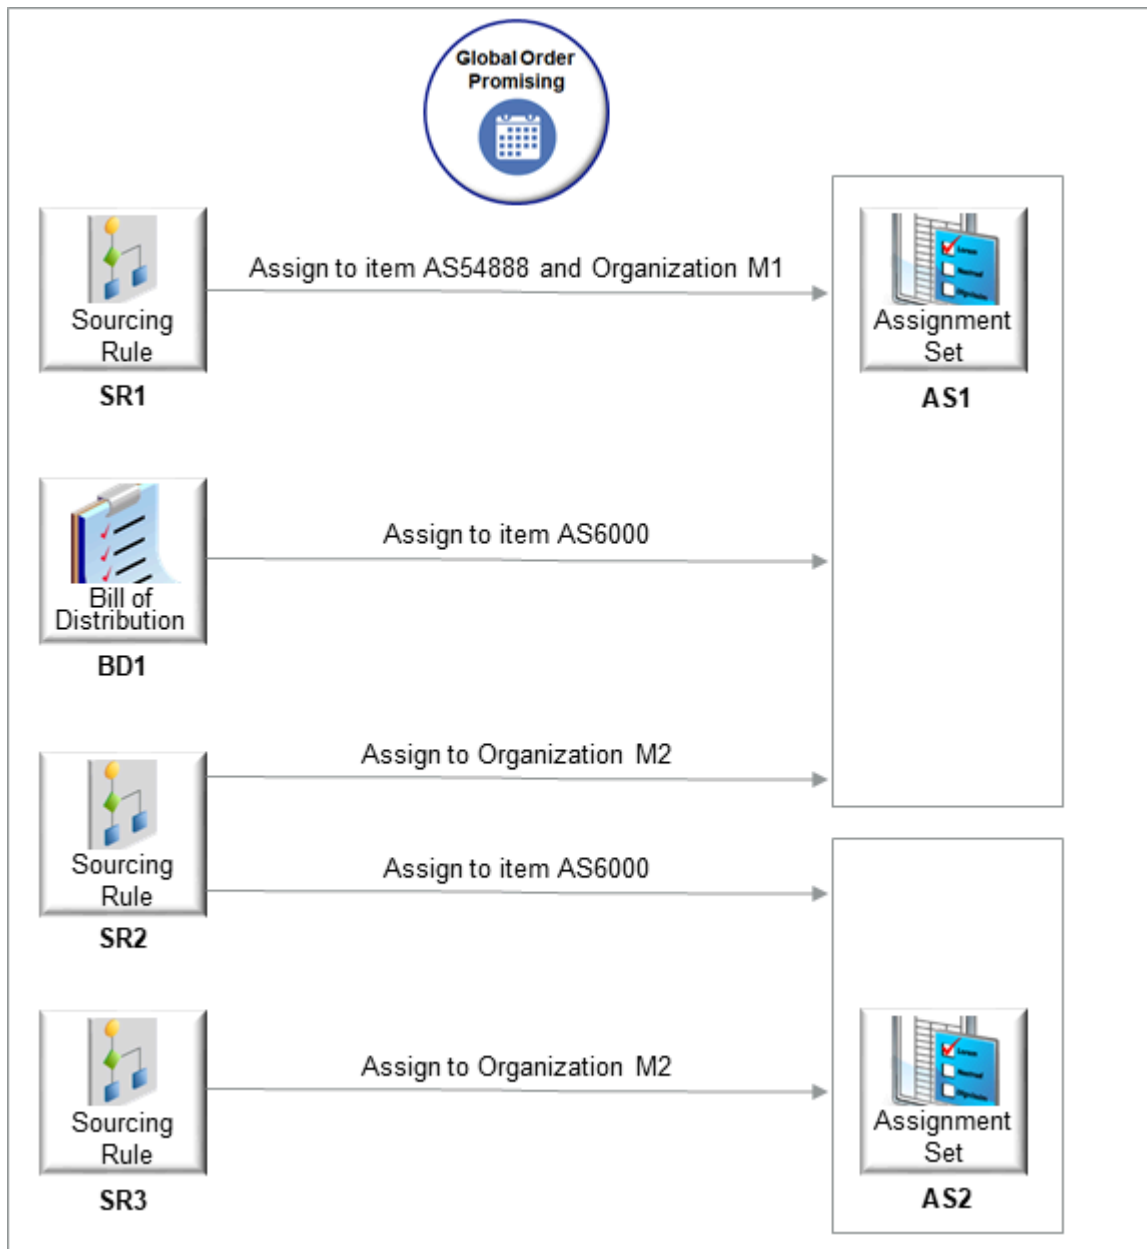 Global Order
Promising
Assign to item AS54888 and Organization M1
Sourcing
Rule
SR1
Assignment
Set
AS1
Assign to item AS6000
Bill of
Distribution
BD1
Assign to Organization M2
Sourcing
Rule
SR2
Assign to item AS6000
Assign to Organization M2
Sourcing
Rule
SR3
Assignment
Set
AS2